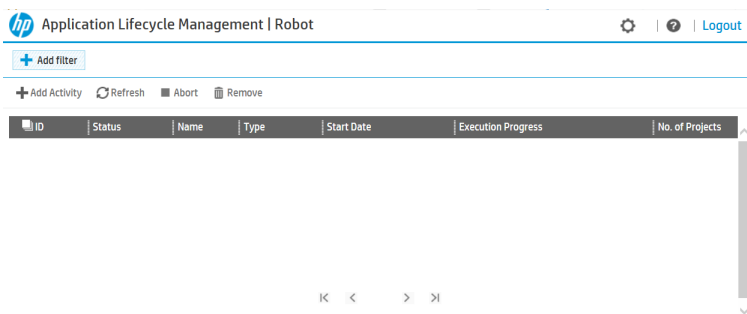 hp Application Lifecycle Management | Robot ? | Logout
Add filter
Add Activity Refresh Abort Remove
ID Status Name Type Start Date Execution Progress No. of Projects